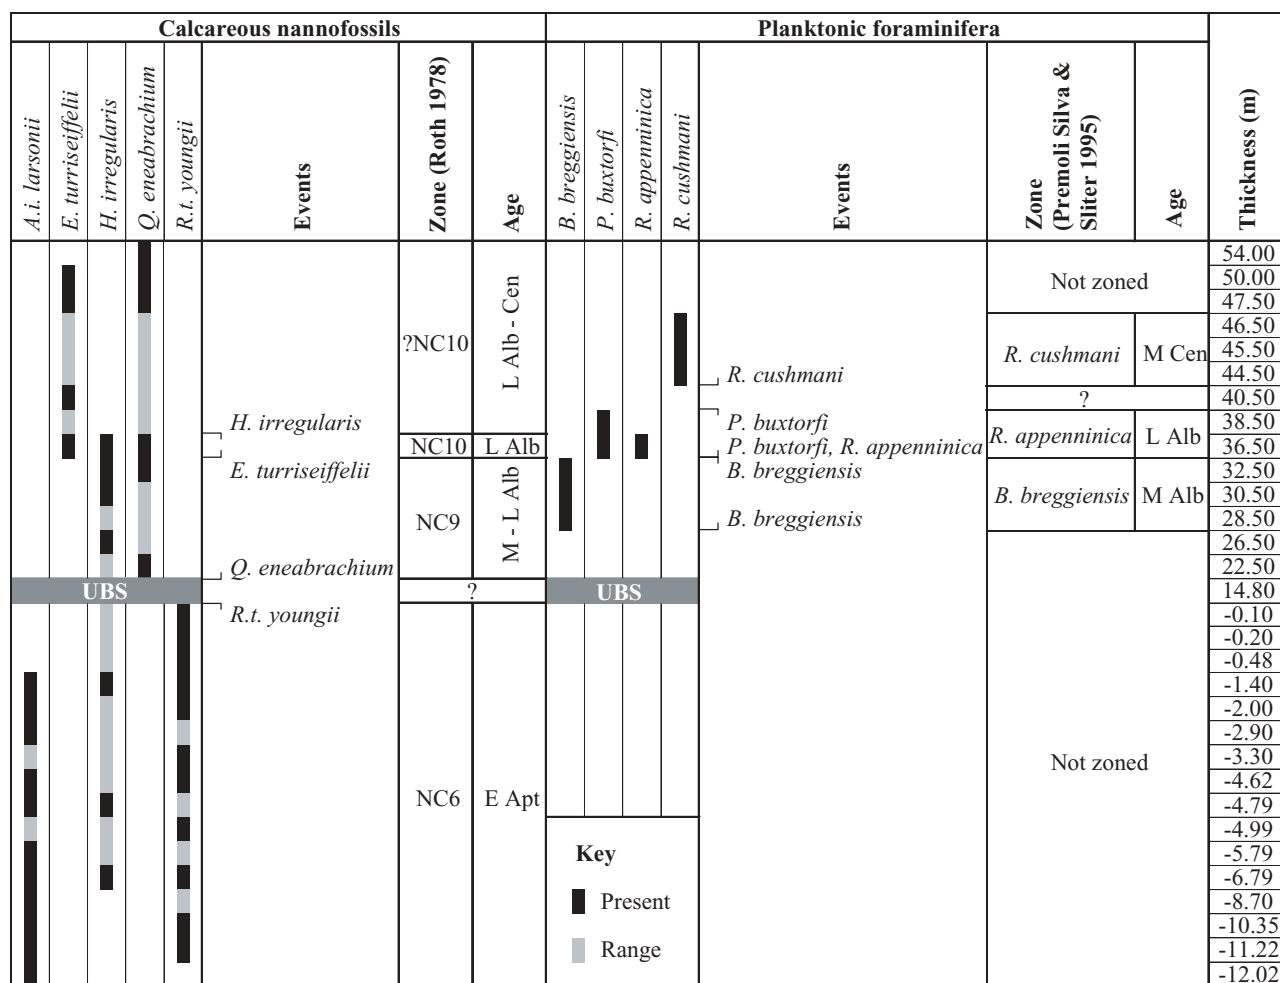 Calcareous nannofossils
Planktonic foraminifera
A.i. larsonii
E. turriseiffelii
H. irregularis
Q. eneabrachium
R.t. youngii
Events
Zone (Roth 1978)
Age
B. breggiensis
P. buxtorfi
R. appenninica
R. cushmani
Events
Zone
(Premoli Silva &
Sliter 1995)
Age
Thickness (m)
H. irregularis
E. turriseiffelii
Q. eneabrachium
R.t. youngii
?NC10
NC10
NC9
?
NC6
L Alb - Cen
L Alb
M - L Alb
E Apt
UBS
UBS
R. cushmani
P. buxtorfi
P. buxtorfi, R. appenninica
B. breggiensis
B. breggiensis
Not zoned
R. cushmani
M Cen
?
R. appenninica
L Alb
B. breggiensis
M Alb
Not zoned
Key
Present
Range
54.00
50.00
47.50
46.50
45.50
44.50
40.50
38.50
36.50
32.50
30.50
28.50
26.50
22.50
14.80
-0.10
-0.20
-0.48
-1.40
-2.00
-2.90
-3.30
-4.62
-4.79
-4.99
-5.79
-6.79
-8.70
-10.35
-11.22
-12.02